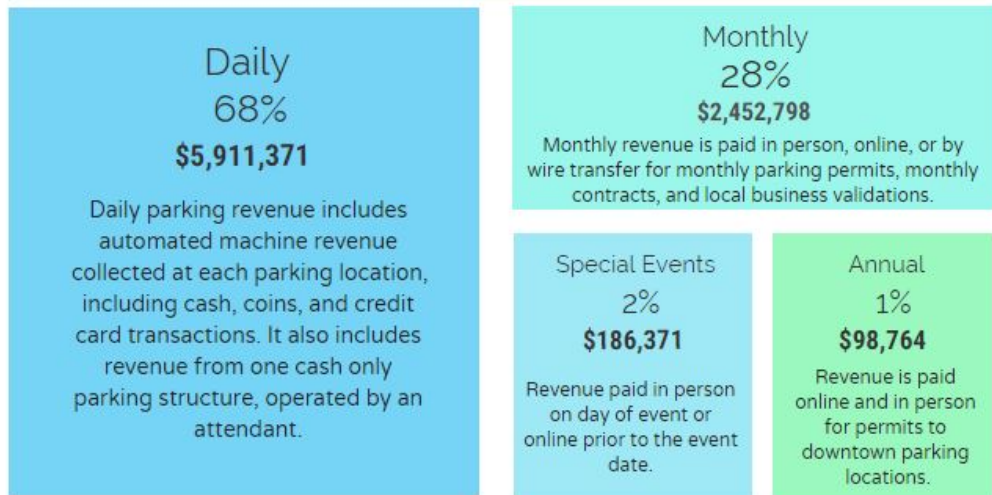 Daily
68%
$5,911,371
Daily parking revenue includes
automated machine revenue
collected at each parking location,
including cash, coins, and credit
card transactions. It also includes
revenue from one cash only
parking structure, operated by an
attendant.
Monthly
28%
$2,452,798
Monthly revenue is paid in person, online, or by
wire transfer for monthly parking permits, monthly
contracts, and local business validations.
Special Events
2%
$186,371
Revenue paid in person
on day of event or
online prior to the event
date.
Annual
1%
$98,764
Revenue is paid
online and in person
for permits to
downtown parking
locations.